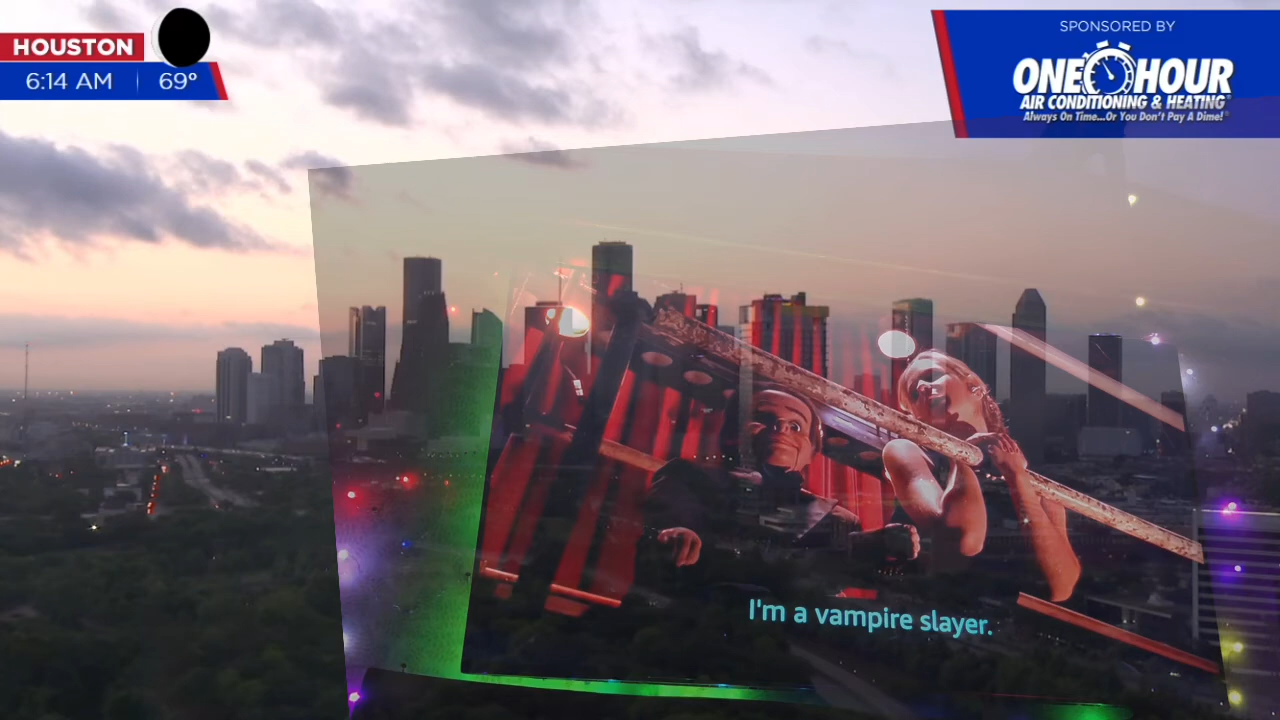 HOUSTON
6:14 AM 69°
SPONSORED BY
ONE HOUR
AIR CONDITIONING & HEATING
Always On Time...Or You Don't Pay A Dime!
I'm a vampire slayer.